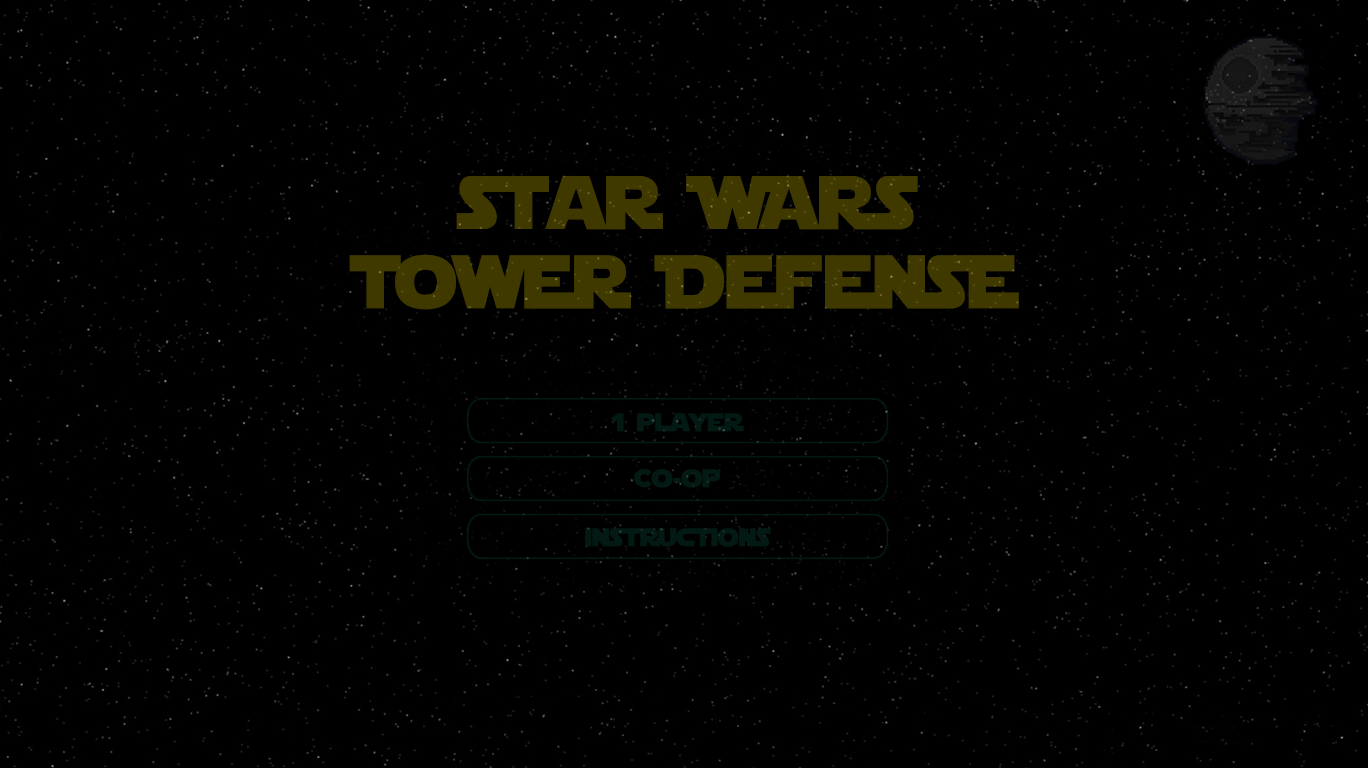 STAR WARS
TOWER DEFENSE
1 PLAYER
CO-OP
INSTRUCTIONS